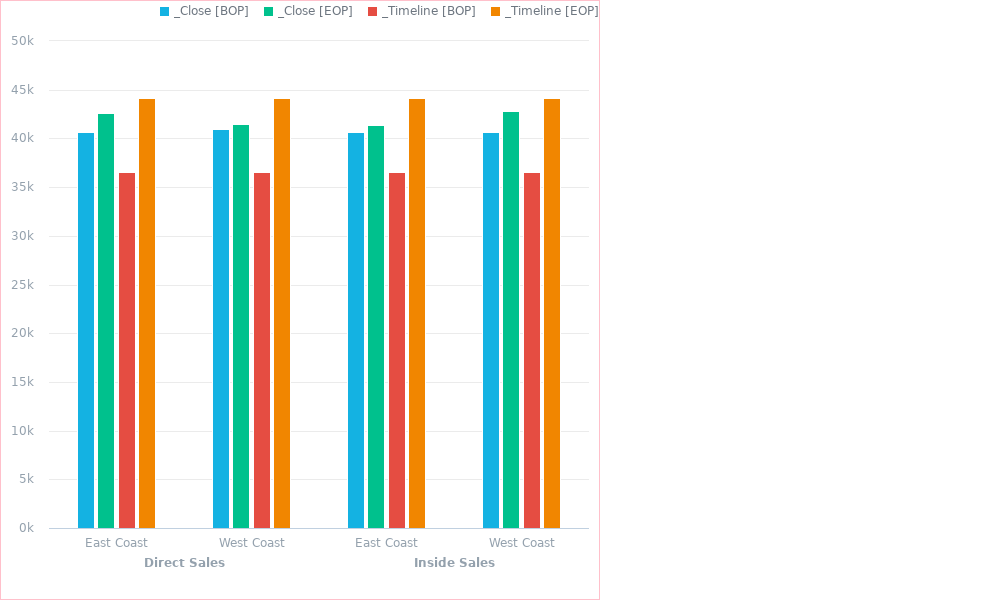 _Close [BOP] _Close [EOP] _Timeline [BOP] _Timeline [EOP]
50k
45k
40k
35k
30k
25k
20k
15k
10k
5k
0k
East Coast West Coast East Coast West Coast
Direct Sales Inside Sales